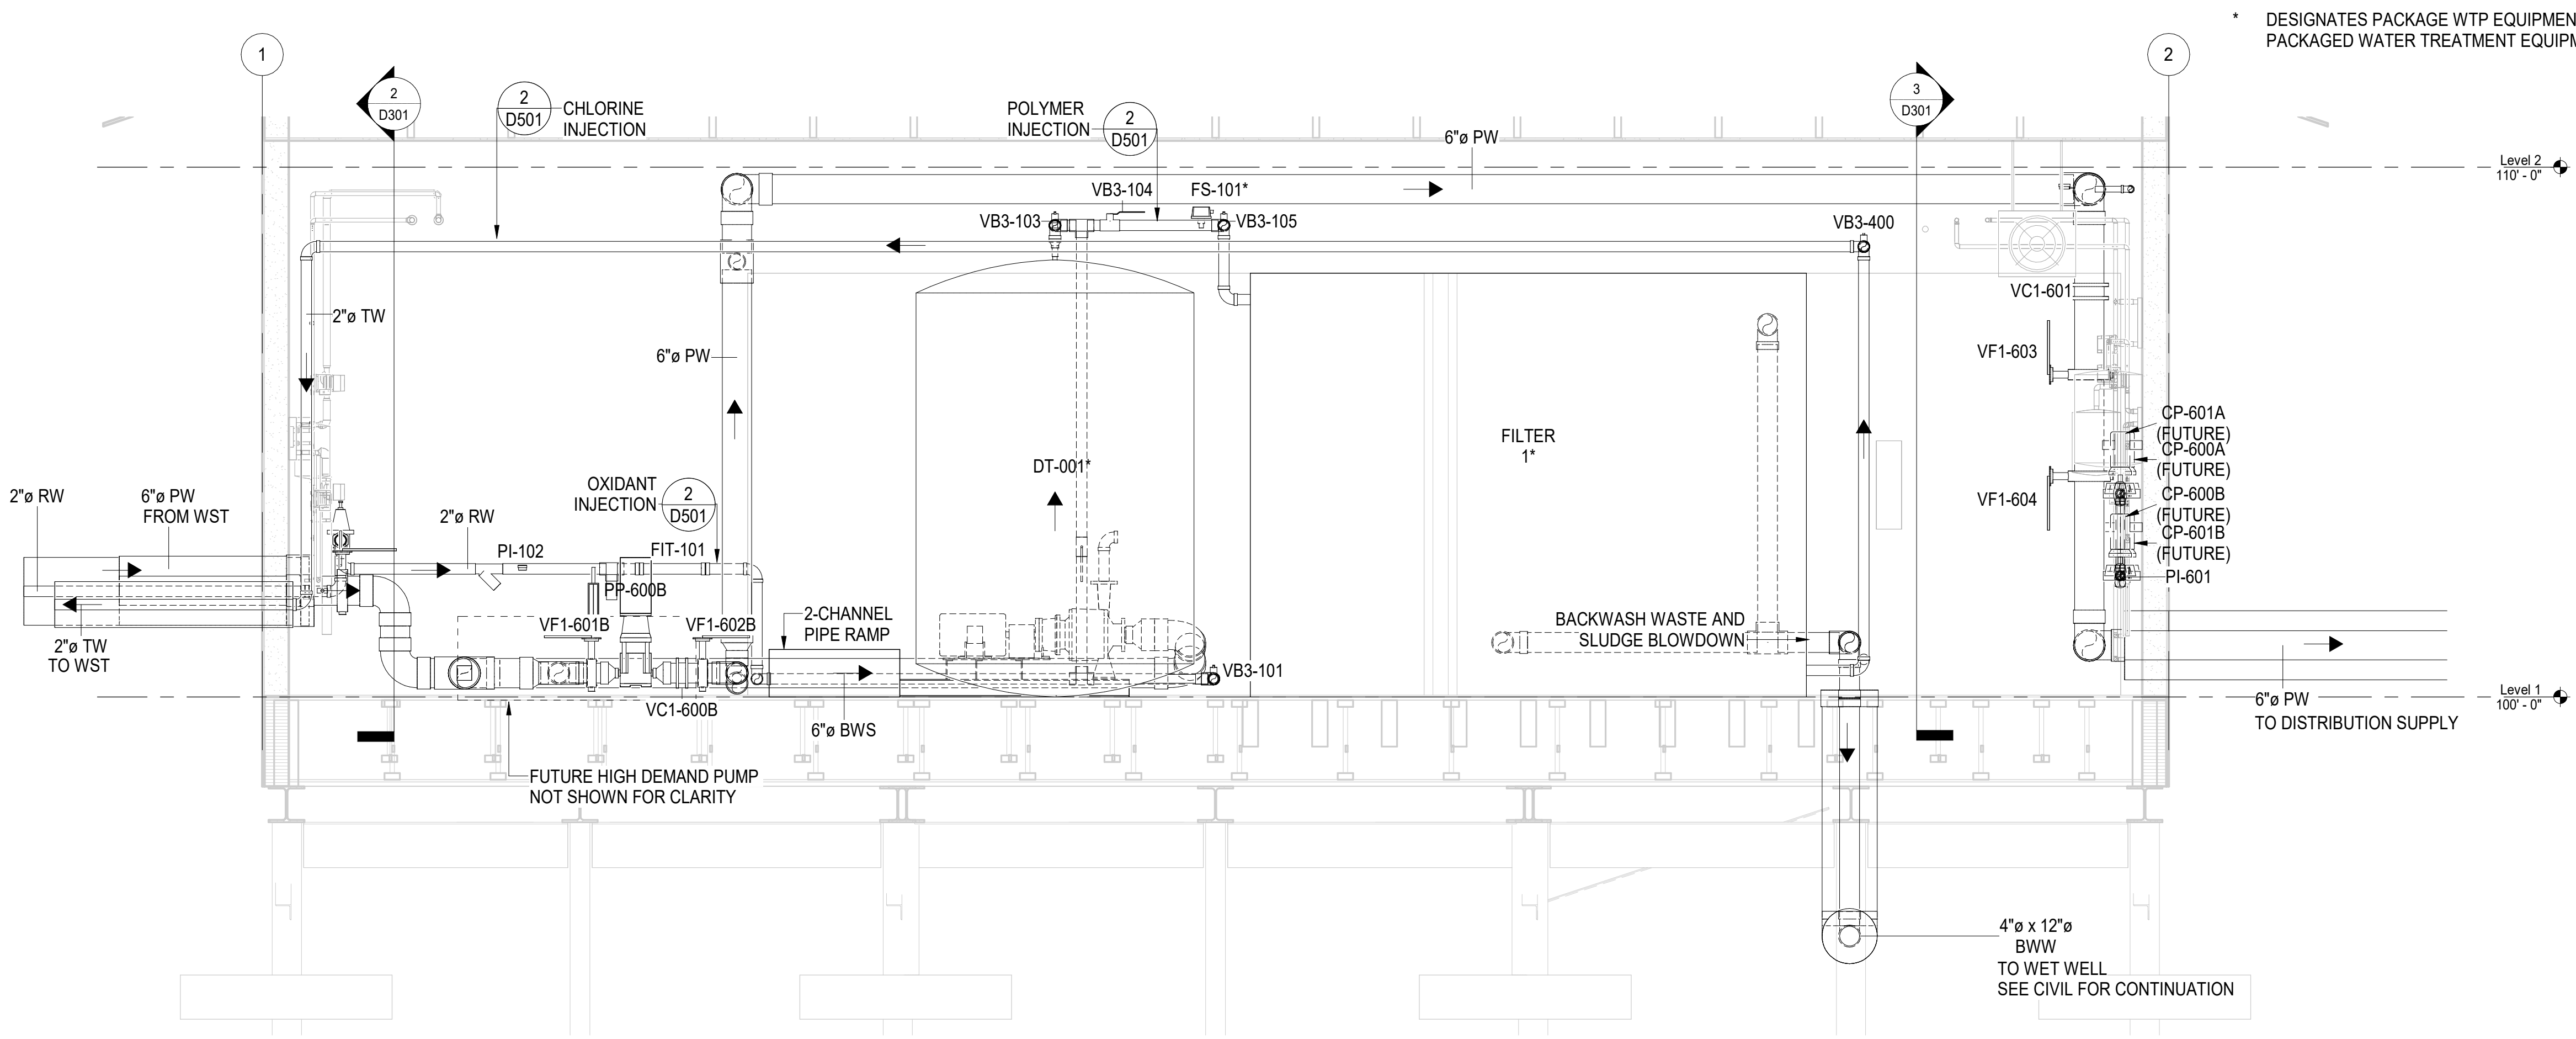 * DESIGNATES PACKAGE WTP EQUIPMEN
PACKAGED WATER TREATMENT EQUIPM
1
2
2
D301
2
D501
CHLORINE
INJECTION
POLYMER
INJECTION
2
D501
3
D301
6"ø PW
Level 2
110' - 0"
VB3-104
FS-101*
VB3-103
VB3-105
VB3-400
2"ø TW
VC1-601
6"ø PW
VF1-603
FILTER
1*
DT-001*
CP-601A
(FUTURE)
CP-600A
(FUTURE)
CP-600B
(FUTURE)
CP-601B
(FUTURE)
PI-601
VF1-604
OXIDANT
INJECTION
2
D501
2"ø RW
6"ø PW
FROM WST
2"ø RW
PI-102
FIT-101
PP-600B
VF1-601B
VF1-602B
2-CHANNEL
PIPE RAMP
BACKWASH WASTE AND
SLUDGE BLOWDOWN
2"ø TW
TO WST
VB3-101
VC1-600B
6"ø BWS
Level 1
100' - 0"
6"ø PW
TO DISTRIBUTION SUPPLY
FUTURE HIGH DEMAND PUMP
NOT SHOWN FOR CLARITY
4"ø x 12"ø
BWW
TO WET WELL
SEE CIVIL FOR CONTINUATION